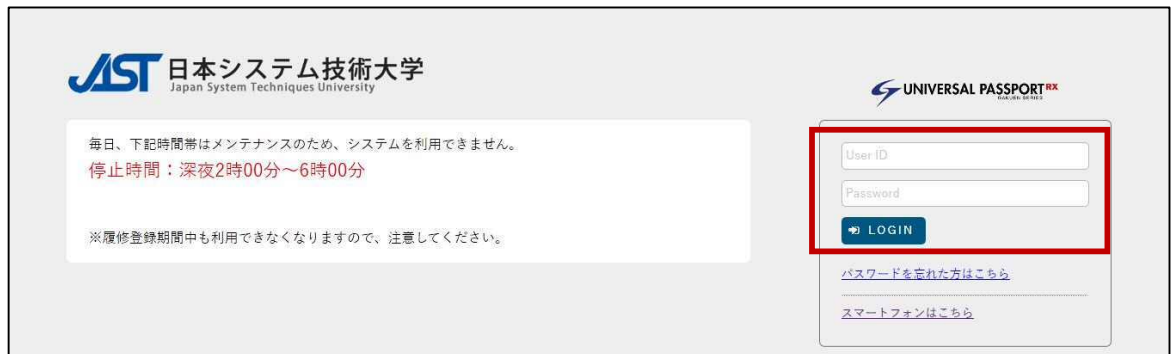 JAST 日本システム技術大学
Japan System Techniques University
UNIVERSAL PASSPORT RX
GAKUEN SERIES
毎日、下記時間帯はメンテナンスのため、システムを利用できません。
停止時間：深夜2時00分～6時00分
※履修登録期間中も利用できなくなりますので、注意してください。
User ID
Password
LOGIN
パスワードを忘れた方はこちら
スマートフォンはこちら